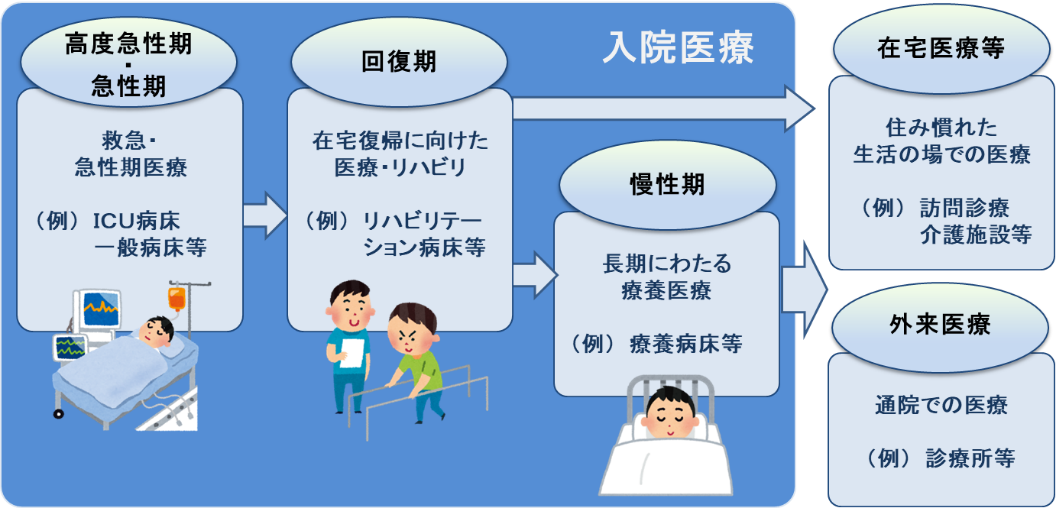 入院医療
高度急性期
・
急性期
救急・
急性期医療
（例）ＩＣＵ病床
一般病床等
回復期
在宅復帰に向けた
医療・リハビリ
（例）リハビリテー
ション病床等
慢性期
長期にわたる
療養医療
（例）療養病床等
在宅医療等
住み慣れた
生活の場での医療
（例）訪問診療
介護施設等
外来医療
通院での医療
（例）診療所等